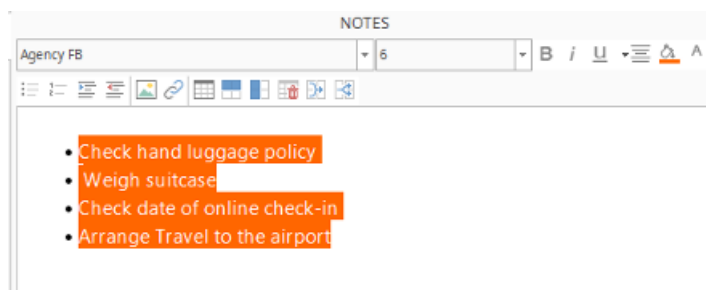 NOTES
Agency FB 6 B i U A
• Check hand luggage policy
• Weigh suitcase
• Check date of online check-in
• Arrange Travel to the airport